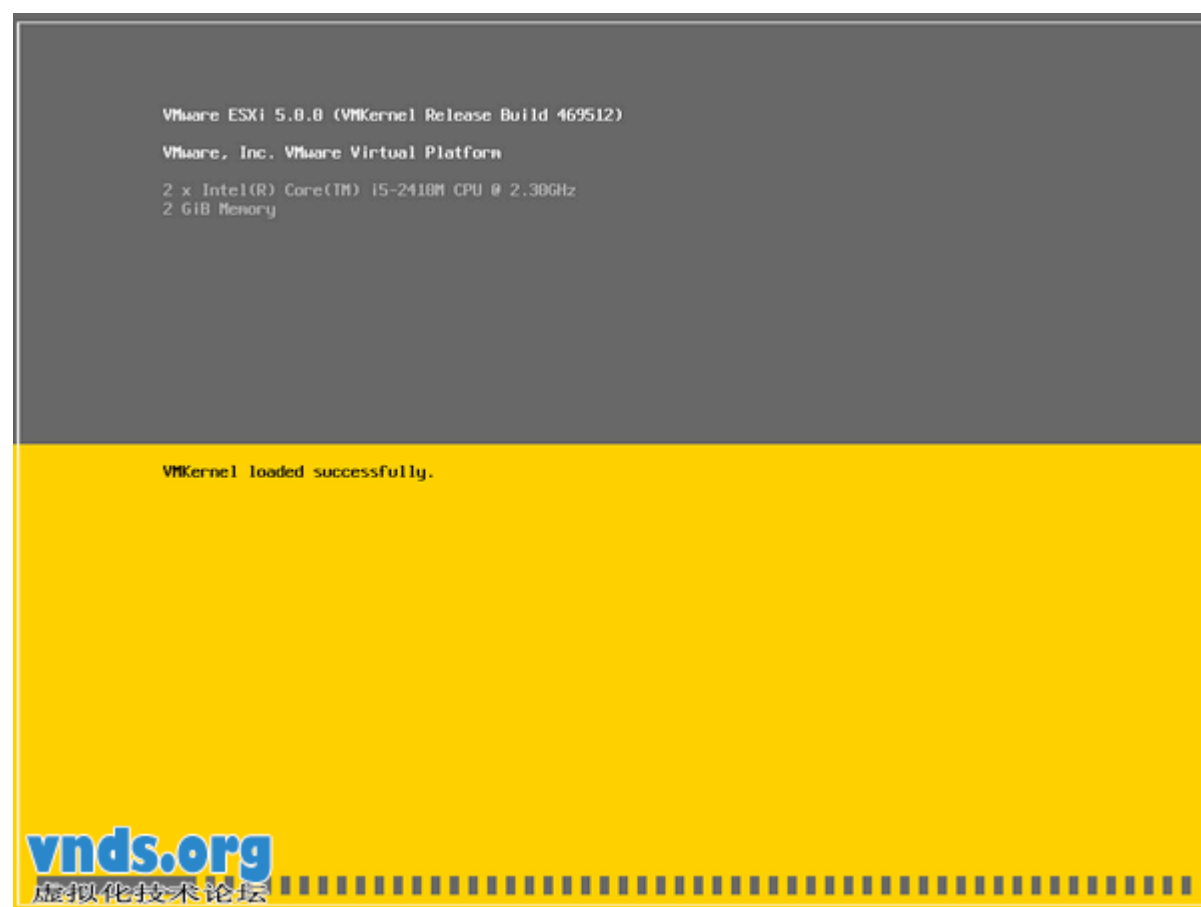 VMware ESXi 5.0.0 (VMKernel Release Build 469512)
VMware, Inc. VMware Virtual Platform
2 x Intel(R) Core(TM) i5-2410M CPU @ 2.30GHz
2 GiB Memory
VMKernel loaded successfully.
vnds.org
虚拟化技术论坛